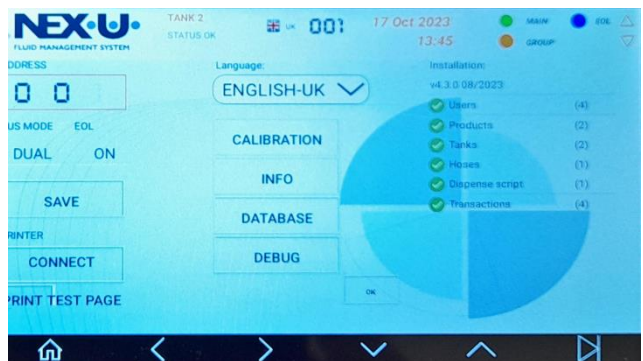 NEX·U·
FLUID MANAGEMENT SYSTEM
TANK 2
STATUS OK
UK
001
17 Oct 2023
13:45
MAIN
GROUP
EOL
DDRESS
0 0
US MODE EOL
DUAL ON
SAVE
RINTER
CONNECT
PRINT TEST PAGE
Language:
ENGLISH-UK
CALIBRATION
INFO
DATABASE
DEBUG
OK
Installation:
v4.3.0 08/2023
Users (4)
Products (2)
Tanks (2)
Hoses (1)
Dispense script (1)
Transactions (4)